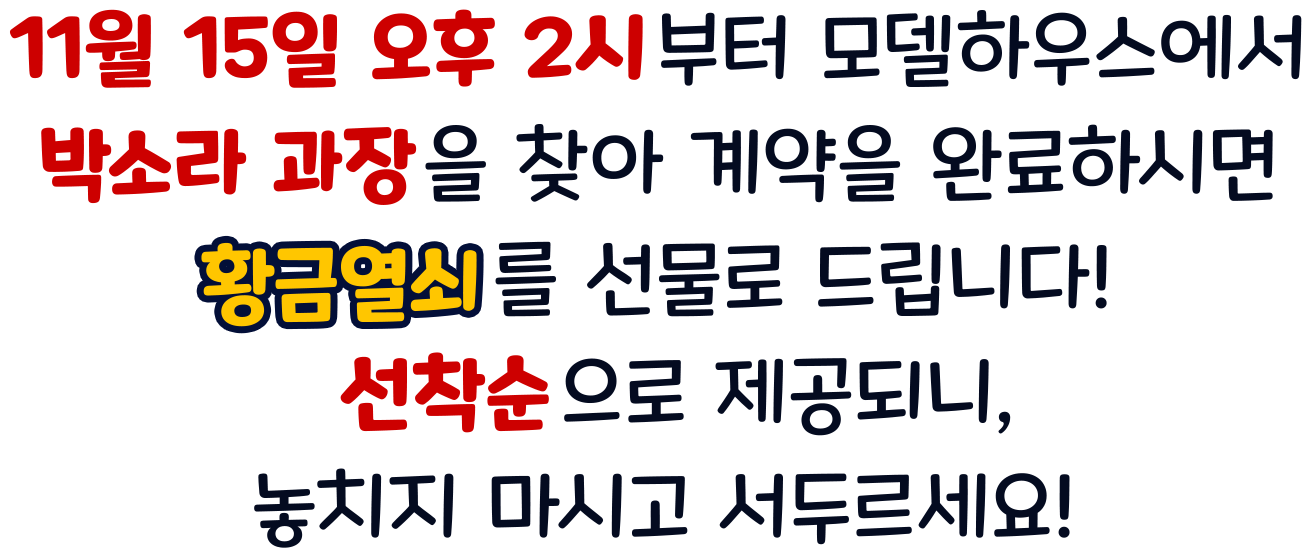 11월 15일 오후 2시부터 모델하우스에서
박소라 과장을 찾아 계약을 완료하시면
황금열쇠를 선물로 드립니다!
선착순으로 제공되니,
놓치지 마시고 서두르세요!